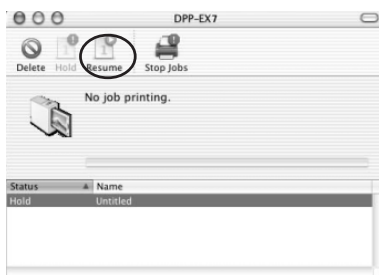 DPP-EX7
Delete Hold Resume Stop Jobs
No job printing.
Status Name
Hold Untitled